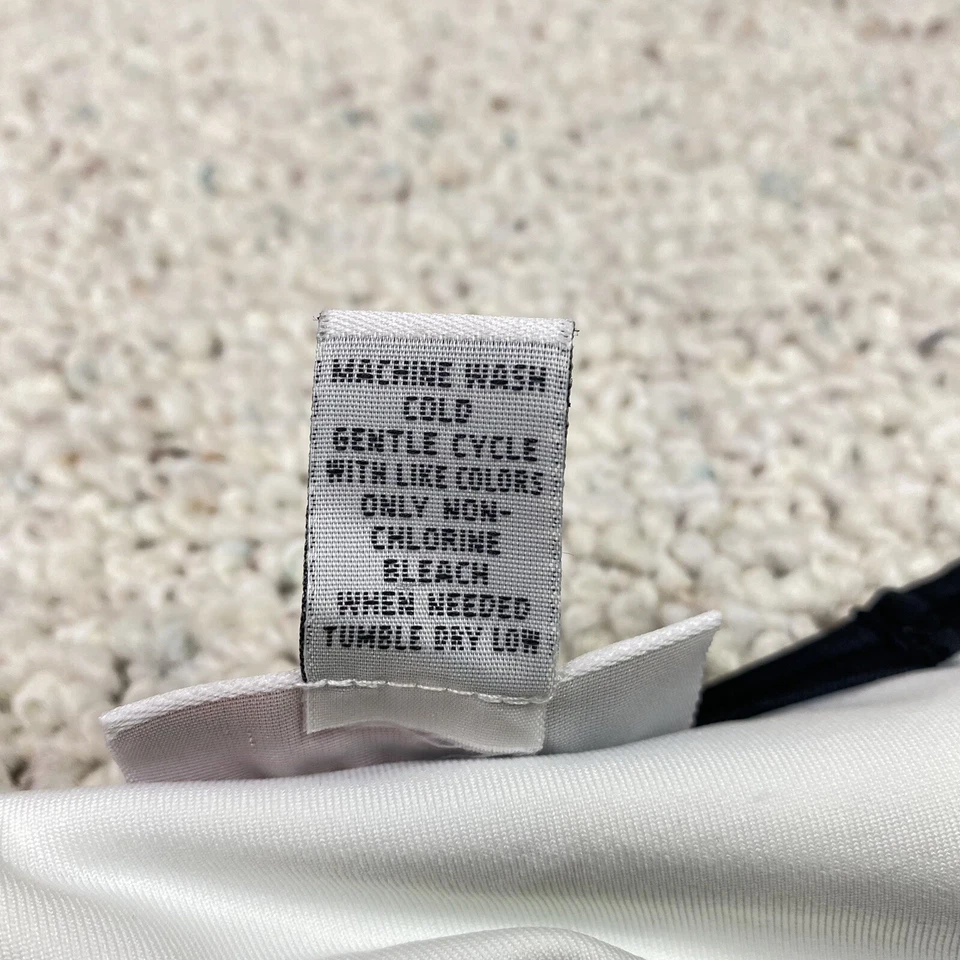 MACHINE WASH
COLD
GENTLE CYCLE
WITH LIKE COLORS
ONLY NON-
CHLORINE
BLEACH
WHEN NEEDED
TUMBLE DRY LOW